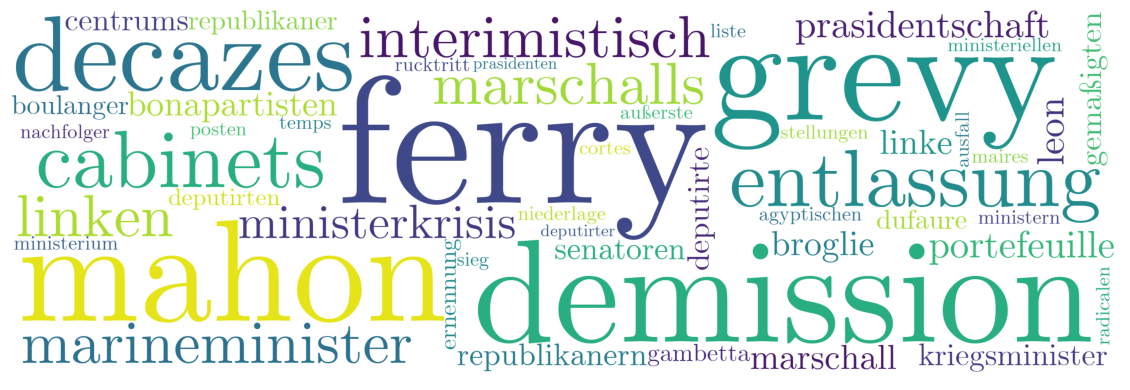 centrums republikaner
decazes
interimistisch
liste
prasidentschaft
ministeriellen
rucktritt prasidenten
marschalls
grevy
gemaßigten
boulanger bonapartisten
ferry
außerste
nachfolger
posten
temps
stellungen
linke
ausfall
leon
cabinets
cortes
maires
deputirten
deputirte
entlassung
linken
ministerkrisis
niederlage
agyptischen
dufaure
ministern
deputirter
ministerium
mahon
ernennung
sieg
senatoren
broglie
portefeuille
demission
radicalen
marineminister
republikanern
gambetta
marschall
kriegsminister